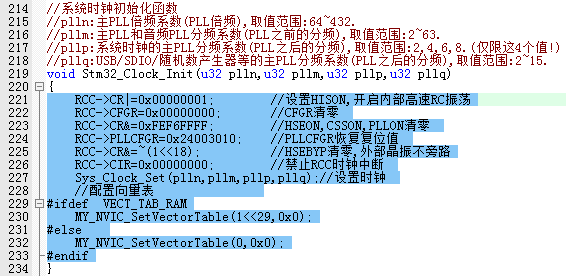 214 //系统时钟初始化函数
215 //plln:主PLL倍频系数(PLL倍频),取值范围:64~432.
216 //pllm:主PLL和音频PLL分频系数(PLL之前的分频),取值范围:2~63.
217 //pllp:系统时钟的主PLL分频系数(PLL之后的分频),取值范围:2,4,6,8.(仅限这4个值!)
218 //pllq:USB/SDIO/随机数产生器等的主PLL分频系数(PLL之后的分频),取值范围:2~15.
219 void Stm32_Clock_Init(u32 plln,u32 pllm,u32 pllp,u32 pllq)
220 {
221 RCC->CR|=0x00000001; //设置HISON,开启内部高速RC振荡
222 RCC->CFGR=0x00000000; //CFGR清零
223 RCC->CR&=0xFEF6FFFF; //HSEON,CSSON,PLLON清零
224 RCC->PLLCFGR=0x24003010; //PLLCFGR恢复复位值
225 RCC->CR&=~(1<<18); //HSEBYP清零,外部晶振不旁路
226 RCC->CIR=0x00000000; //禁止RCC时钟中断
227 Sys_Clock_Set(plln,pllm,pllp,pllq);//设置时钟
228 //配置向量表
229 #ifdef VECT_TAB_RAM
230 MY_NVIC_SetVectorTable(1<<29,0x0);
231 #else
232 MY_NVIC_SetVectorTable(0,0x0);
233 #endif
234 }